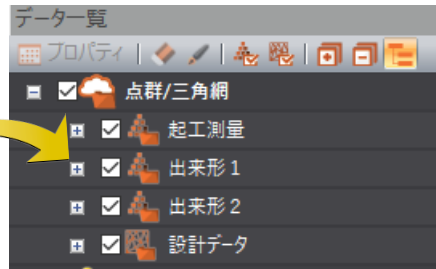 データ一覧
プロパティ
点群/三角網
起工測量
出来形1
出来形2
設計データ